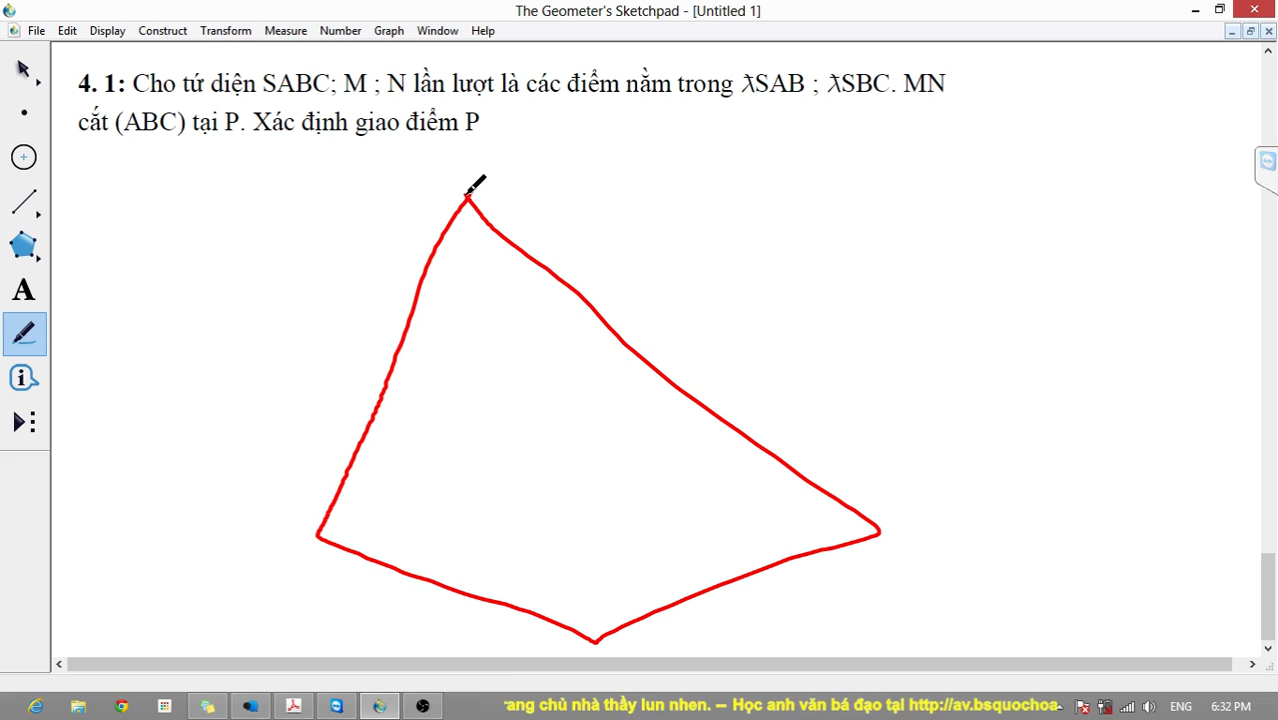 The Geometer's Sketchpad - [Untitled 1]
File Edit Display Construct Transform Measure Number Graph Window Help
4. 1: Cho tứ diện SABC; M ; N lần lượt là các điểm nằm trong SAB ; SBC. MN
cắt (ABC) tại P. Xác định giao điểm P
A
rang chủ nhà thầy lun nhen. -- Học anh văn bá đạo tại http://av.bsquochoa
ENG 6:32 PM